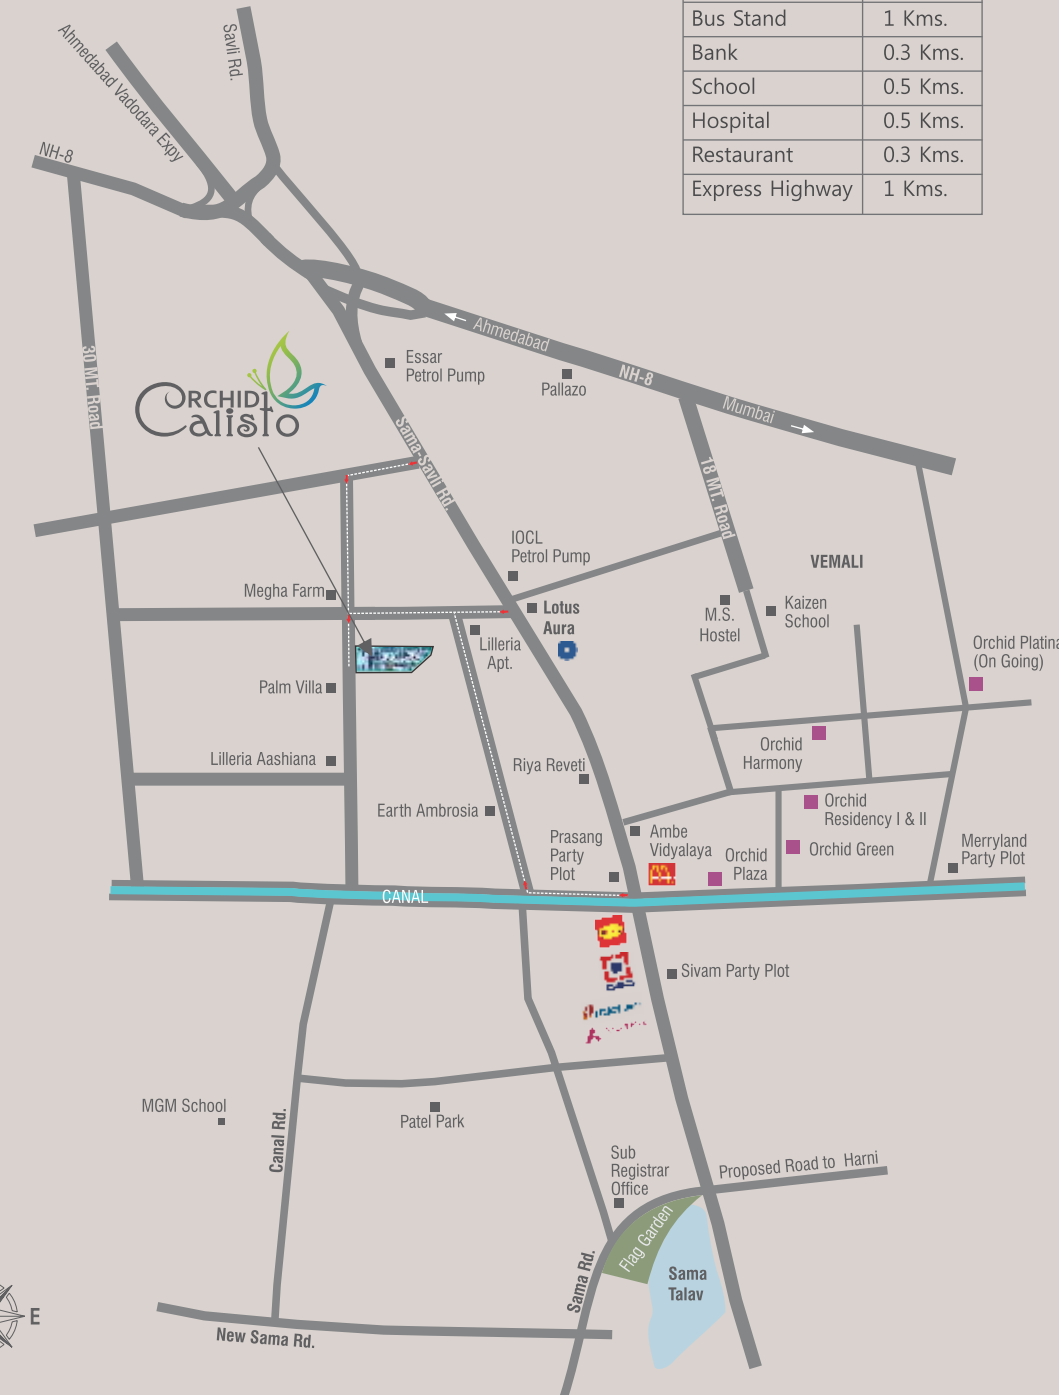 Bus Stand 1 Kms.
Bank 0.3 Kms.
School 0.5 Kms.
Hospital 0.5 Kms.
Restaurant 0.3 Kms.
Express Highway 1 Kms.
Savli Rd.
Ahmedabad Vadodara Expy
NH-8
30 MT. Road
ORCHID
Calisto
Essar
Petrol Pump
Ahmedabad
Pallazo
NH-8
Mumbai
Sama-Savli Rd.
18 MT. Road
IOCL
Petrol Pump
VEMALI
Megha Farm
Lotus
Aura
M.S.
Hostel
Kaizen
School
Lilleria
Apt.
Orchid Platina
(On Going)
Palm Villa
Orchid
Harmony
Lilleria Aashiana
Riya Reveti
Earth Ambrosia
Orchid
Residency I & II
Prasang
Party
Plot
Ambe
Vidyalaya
Orchid
Plaza
Orchid Green
Merryland
Party Plot
CANAL
Sivam Party Plot
MGM School
Canal Rd.
Patel Park
Sub
Registrar
Office
Proposed Road to Harni
Flag Garden
Sama Rd.
Sama
Talav
E
New Sama Rd.